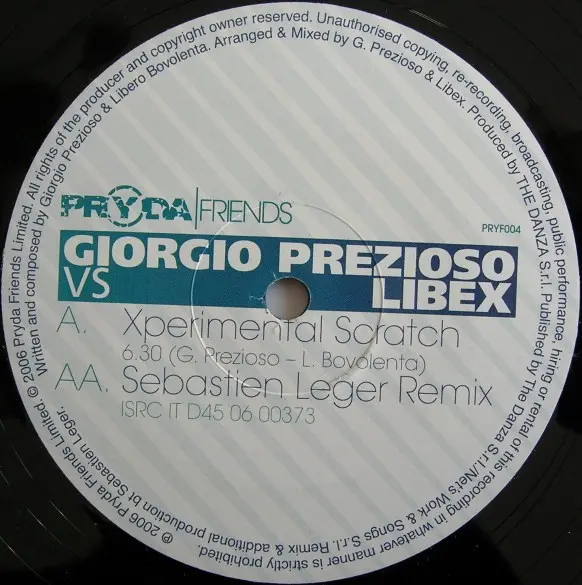 ℗ 2006 Pryda Friends Limited. © 2006 Pryda Friends Limited. All rights of the producer and copyright owner reserved. Unauthorised copying, re-recording, broadcasting, public performance, hiring or rental of this recording in whatever manner is strictly prohibited.
Written and composed by Giorgio Prezioso & Libero Bovolenta. Arranged & Mixed by G. Prezioso & Libex. Produced by THE DANZA S.r.l. Published by The Danza S.r.l./Net's Work & Songs S.r.l. Remix & additional production bt Sebastien Leger.
PRYDA|FRIENDS
PRYF004
GIORGIO PREZIOSO
VS LIBEX
A. Xperimental Scratch
6.30 (G. Prezioso – L. Bovolenta)
AA. Sebastien Leger Remix
ISRC IT D45 06 00373